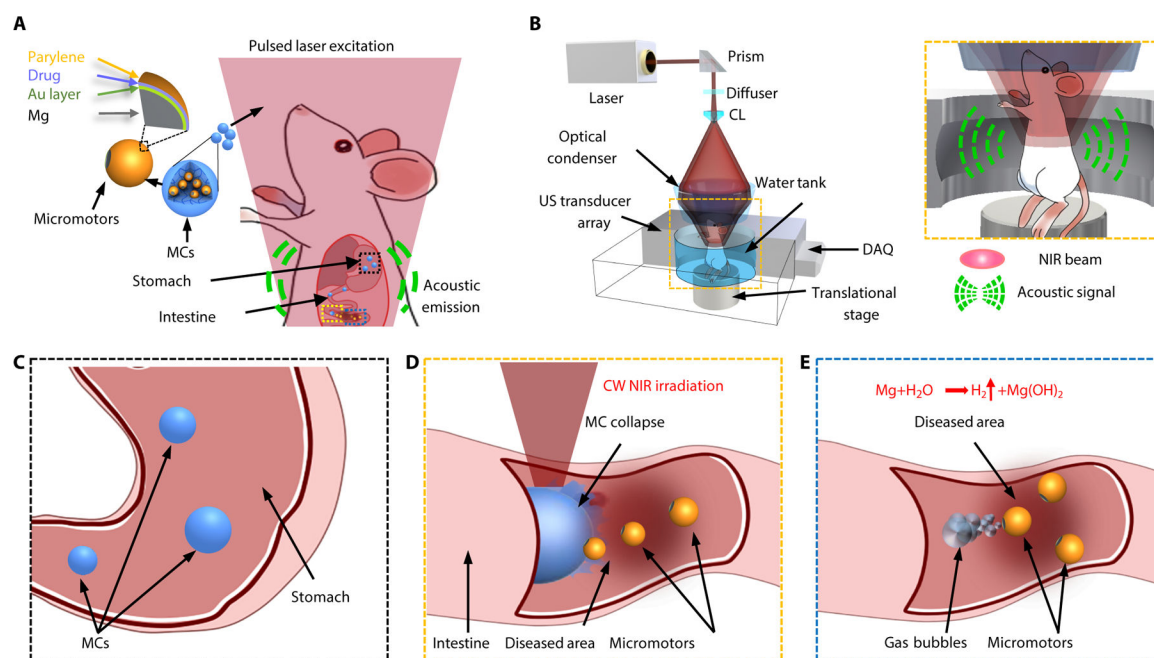 A
Pulsed laser excitation
Parylene
Drug
Au layer
Mg
Micromotors
MCs
Stomach
Intestine
Acoustic
emission
B
Prism
Laser
Diffuser
CL
Optical
condenser
Water tank
US transducer
array
DAQ
Translational
stage
NIR beam
Acoustic signal
C
MCs
Stomach
D
CW NIR irradiation
MC collapse
Intestine
Diseased area
Micromotors
E
Mg+H₂O → H₂↑ +Mg(OH)₂
Diseased area
Gas bubbles
Micromotors